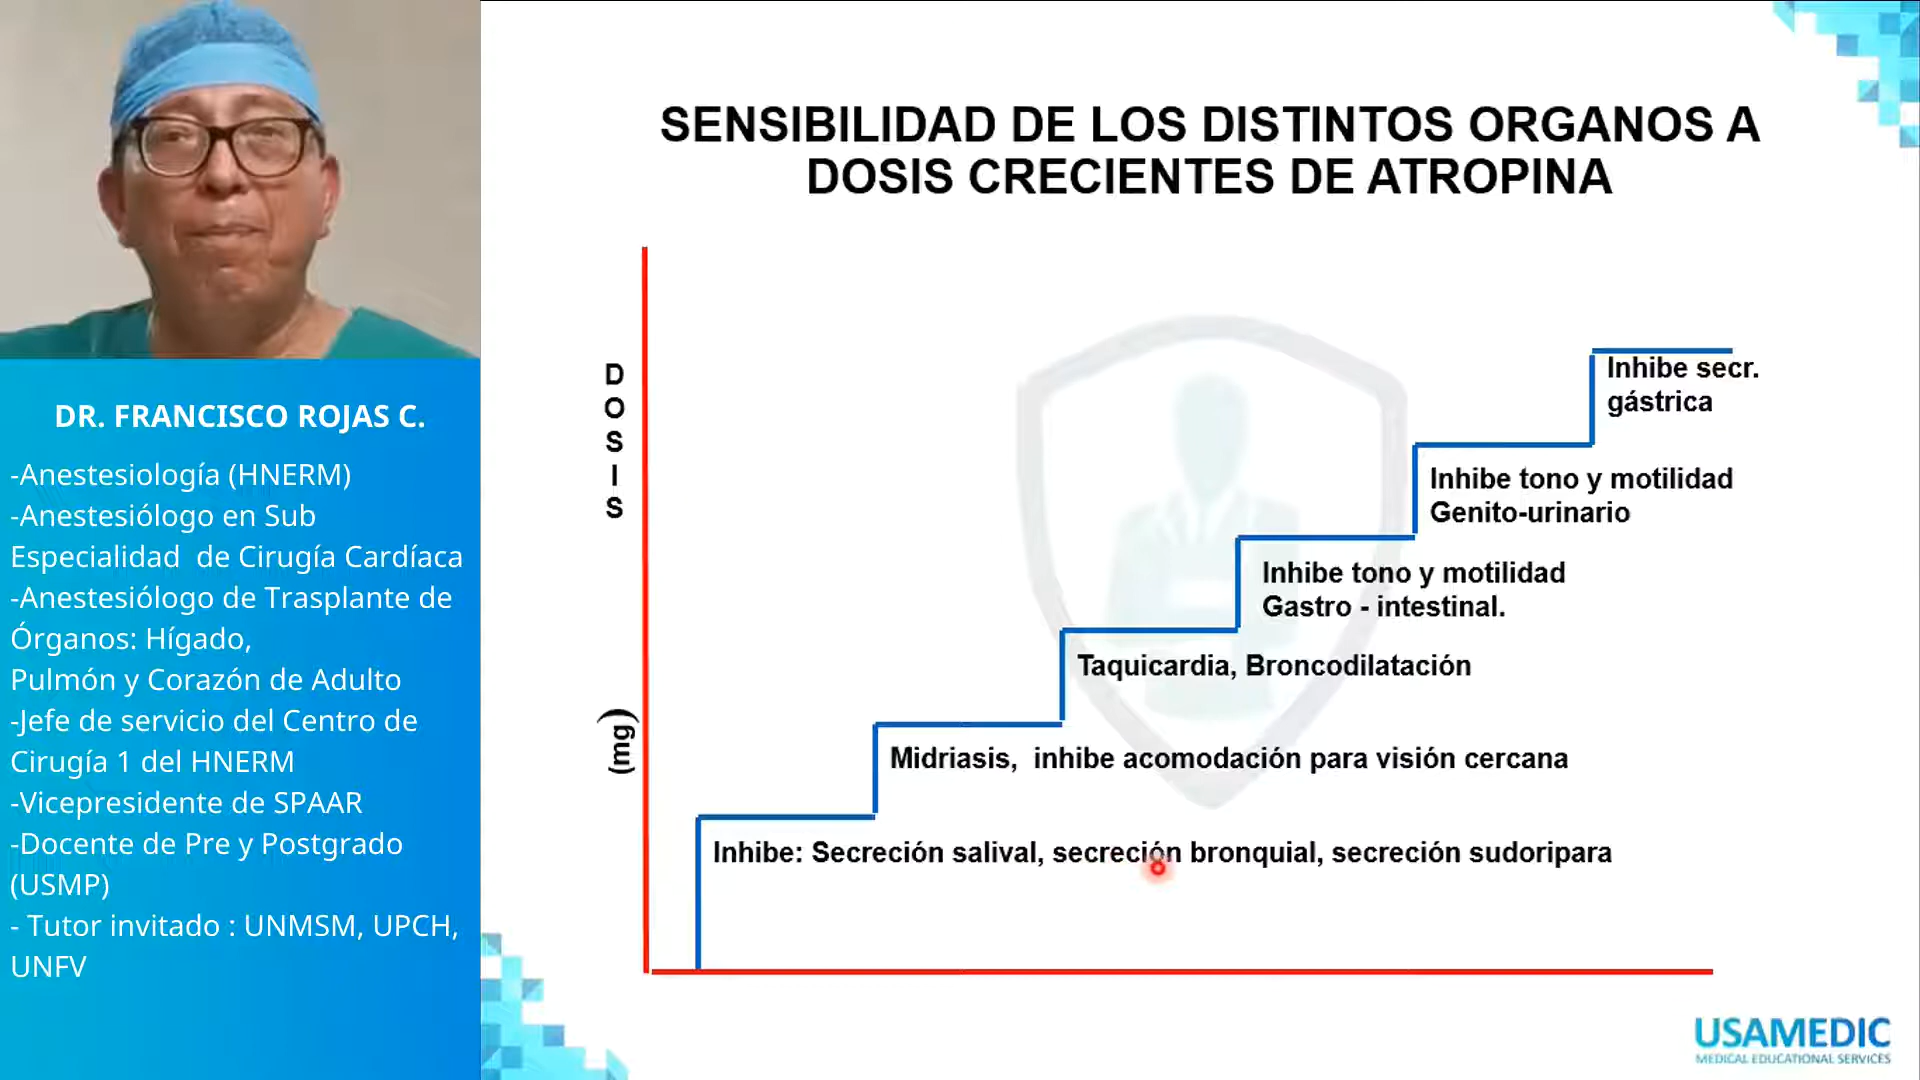 DR. FRANCISCO ROJAS C.
-Anestesiología (HNERM)
-Anestesiólogo en Sub
Especialidad  de Cirugía Cardíaca
-Anestesiólogo de Trasplante de
Órganos: Hígado,
Pulmón y Corazón de Adulto
-Jefe de servicio del Centro de
Cirugía 1 del HNERM
-Vicepresidente de SPAAR
-Docente de Pre y Postgrado
(USMP)
- Tutor invitado : UNMSM, UPCH,
UNFV
SENSIBILIDAD DE LOS DISTINTOS ORGANOS A
DOSIS CRECIENTES DE ATROPINA
D
O
S
I
S
(mg)
Inhibe secr.
gástrica
Inhibe tono y motilidad
Genito-urinario
Inhibe tono y motilidad
Gastro - intestinal.
Taquicardia, Broncodilatación
Midriasis,  inhibe acomodación para visión cercana
Inhibe: Secreción salival, secreción bronquial, secreción sudoripara
USAMEDIC
MEDICAL EDUCATIONAL SERVICES